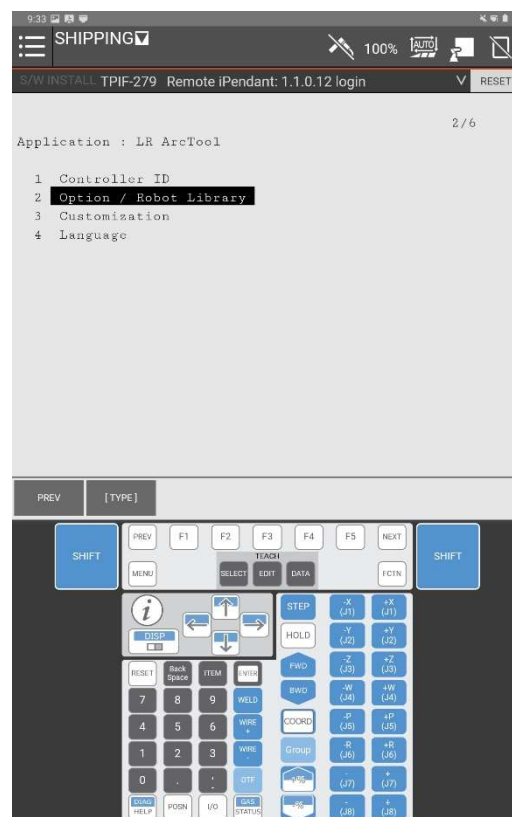 9:33
SHIPPING
100%
AUTO
S/W INSTALL TPIF-279 Remote iPendant: 1.1.0.12 login
RESET
2/6
Application : LR ArcTool
1 Controller ID
2 Option / Robot Library
3 Customization
4 Language
PREV [TYPE]
SHIFT
PREV F1 F2 F3 F4 F5 NEXT
SHIFT
TEACH
MENU SELECT EDIT DATA FCTN
i
DISP
STEP -X (J1) +X (J1)
HOLD -Y (J2) +Y (J2)
RESET Back Space ITEM ENTER FWD -Z (J3) +Z (J3)
7 8 9 WELD BWD -W (J4) +W (J4)
4 5 6 WIRE + COORD -P (J5) +P (J5)
1 2 3 WIRE - Group -R (J6) +R (J6)
0 . , OTF +% - (J7) + (J7)
DIAG HELP POSN I/O GAS STATUS -% - (J8) + (J8)